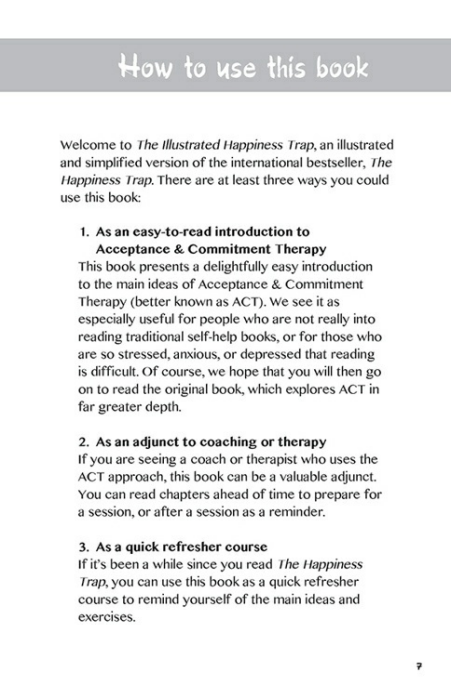 How to use this book
Welcome to The Illustrated Happiness Trap, an illustrated
and simplified version of the international bestseller, The
Happiness Trap. There are at least three ways you could
use this book:
1. As an easy-to-read introduction to
Acceptance & Commitment Therapy
This book presents a delightfully easy introduction
to the main ideas of Acceptance & Commitment
Therapy (better known as ACT). We see it as
especially useful for people who are not really into
reading traditional self-help books, or for those who
are so stressed, anxious, or depressed that reading
is difficult. Of course, we hope that you will then go
on to read the original book, which explores ACT in
far greater depth.
2. As an adjunct to coaching or therapy
If you are seeing a coach or therapist who uses the
ACT approach, this book can be a valuable adjunct.
You can read chapters ahead of time to prepare for
a session, or after a session as a reminder.
3. As a quick refresher course
If it's been a while since you read The Happiness
Trap, you can use this book as a quick refresher
course to remind yourself of the main ideas and
exercises.
7